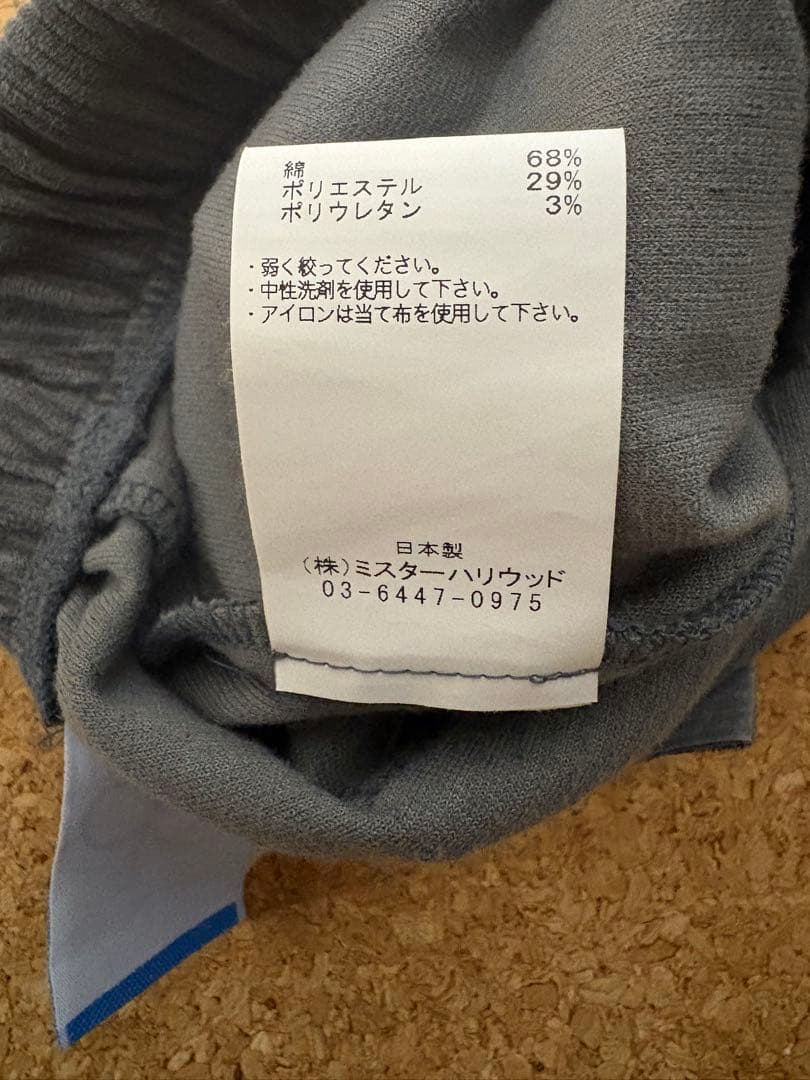 綿 68%
ポリエステル 29%
ポリウレタン 3%
・弱く絞ってください。
・中性洗剤を使用して下さい。
・アイロンは当て布を使用して下さい。
日本製
(株)ミスターハリウッド
03-6447-0975